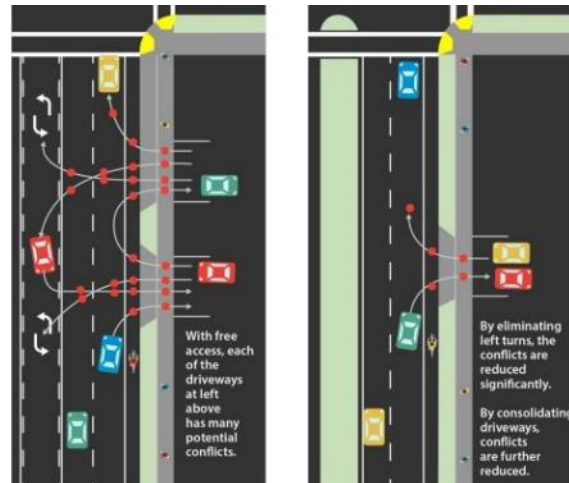 With free
access, each
of the
driveways
at left
above
has many
potential
conflicts.
By eliminating
left turns, the
conflicts are
reduced
significantly.
By consolidating
driveways,
conflicts
are further
reduced.